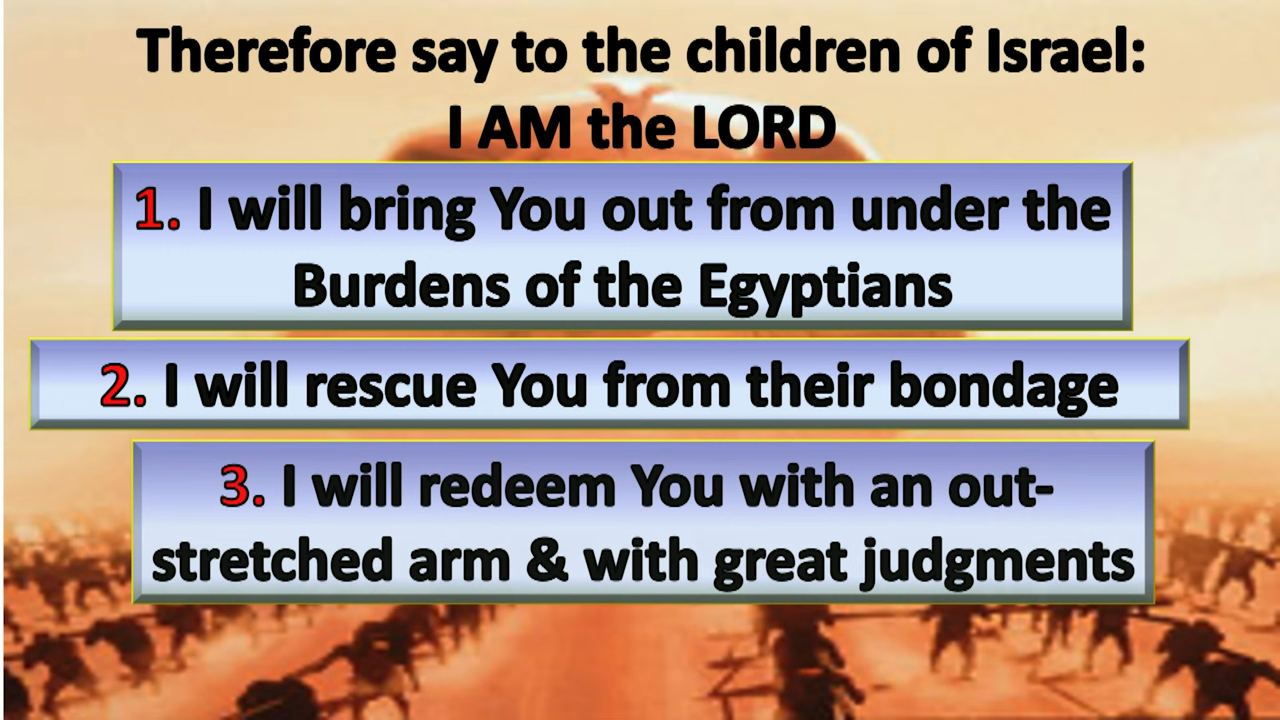 Therefore say to the children of Israel:
I AM the LORD
1. I will bring You out from under the
Burdens of the Egyptians
2. I will rescue You from their bondage
3. I will redeem You with an out-
stretched arm & with great judgments